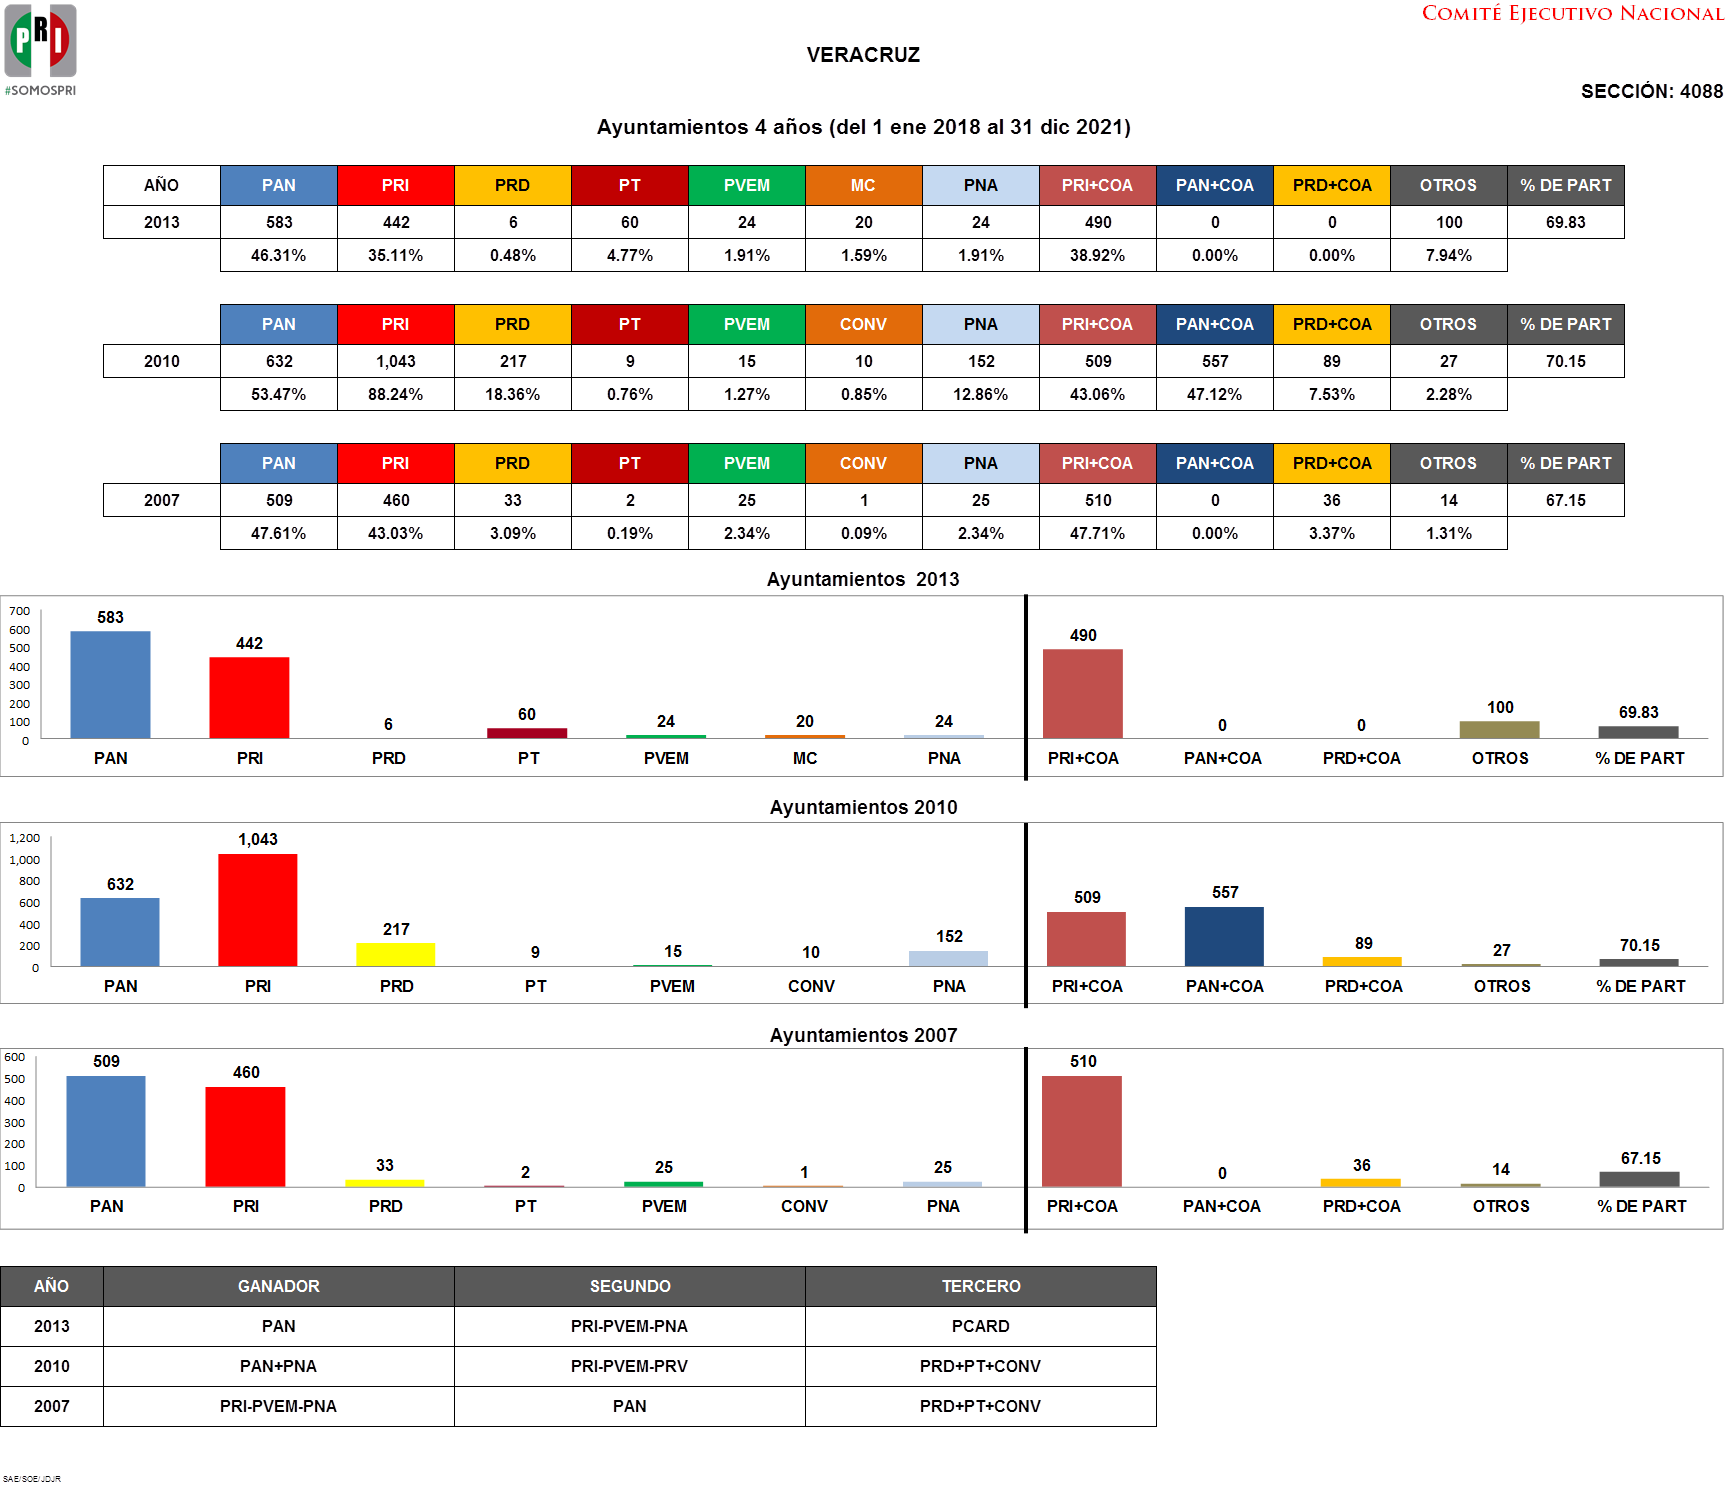 PRI
#SOMOSPRI
COMITÉ EJECUTIVO NACIONAL
VERACRUZ
SECCIÓN: 4088
Ayuntamientos 4 años (del 1 ene 2018 al 31 dic 2021)
AÑO PAN PRI PRD PT PVEM MC PNA PRI+COA PAN+COA PRD+COA OTROS % DE PART
2013 583 442 6 60 24 20 24 490 0 0 100 69.83
46.31% 35.11% 0.48% 4.77% 1.91% 1.59% 1.91% 38.92% 0.00% 0.00% 7.94%
PAN PRI PRD PT PVEM CONV PNA PRI+COA PAN+COA PRD+COA OTROS % DE PART
2010 632 1,043 217 9 15 10 152 509 557 89 27 70.15
53.47% 88.24% 18.36% 0.76% 1.27% 0.85% 12.86% 43.06% 47.12% 7.53% 2.28%
PAN PRI PRD PT PVEM CONV PNA PRI+COA PAN+COA PRD+COA OTROS % DE PART
2007 509 460 33 2 25 1 25 510 0 36 14 67.15
47.61% 43.03% 3.09% 0.19% 2.34% 0.09% 2.34% 47.71% 0.00% 3.37% 1.31%
Ayuntamientos 2013
700
600
500
400
300
200
100
0
583 442 6 60 24 20 24 490 0 0 100 69.83
PAN PRI PRD PT PVEM MC PNA PRI+COA PAN+COA PRD+COA OTROS % DE PART
Ayuntamientos 2010
1,200
1,000
800
600
400
200
0
632 1,043 217 9 15 10 152 509 557 89 27 70.15
PAN PRI PRD PT PVEM CONV PNA PRI+COA PAN+COA PRD+COA OTROS % DE PART
Ayuntamientos 2007
600
500
400
300
200
100
0
509 460 33 2 25 1 25 510 0 36 14 67.15
PAN PRI PRD PT PVEM CONV PNA PRI+COA PAN+COA PRD+COA OTROS % DE PART
AÑO GANADOR SEGUNDO TERCERO
2013 PAN PRI-PVEM-PNA PCARD
2010 PAN+PNA PRI-PVEM-PRV PRD+PT+CONV
2007 PRI-PVEM-PNA PAN PRD+PT+CONV
SAE/SOE/JDJR